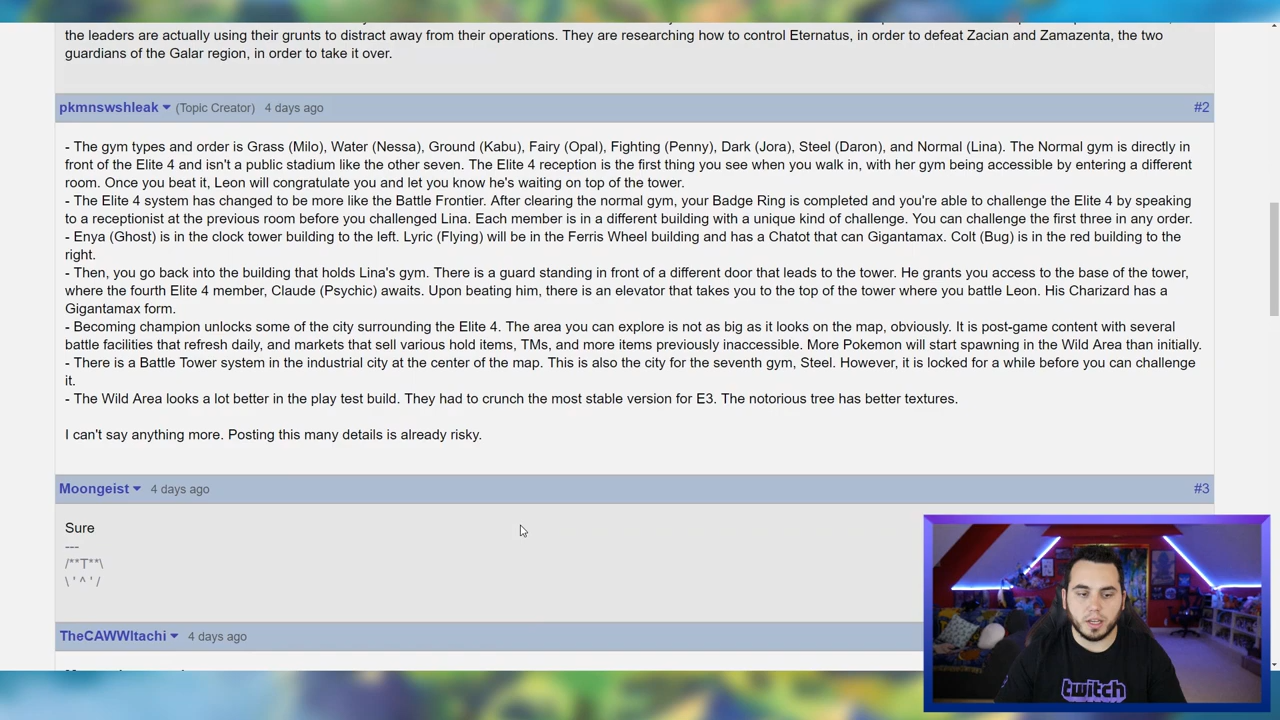 the leaders are actually using their grunts to distract away from their operations. They are researching how to control Eternatus, in order to defeat Zacian and Zamazenta, the two
guardians of the Galar region, in order to take it over.
pkmnswshleak (Topic Creator) 4 days ago #2
- The gym types and order is Grass (Milo), Water (Nessa), Ground (Kabu), Fairy (Opal), Fighting (Penny), Dark (Jora), Steel (Daron), and Normal (Lina). The Normal gym is directly in
front of the Elite 4 and isn't a public stadium like the other seven. The Elite 4 reception is the first thing you see when you walk in, with her gym being accessible by entering a different
room. Once you beat it, Leon will congratulate you and let you know he's waiting on top of the tower.
- The Elite 4 system has changed to be more like the Battle Frontier. After clearing the normal gym, your Badge Ring is completed and you're able to challenge the Elite 4 by speaking
to a receptionist at the previous room before you challenged Lina. Each member is in a different building with a unique kind of challenge. You can challenge the first three in any order.
- Enya (Ghost) is in the clock tower building to the left. Lyric (Flying) will be in the Ferris Wheel building and has a Chatot that can Gigantamax. Colt (Bug) is in the red building to the
right.
- Then, you go back into the building that holds Lina's gym. There is a guard standing in front of a different door that leads to the tower. He grants you access to the base of the tower,
where the fourth Elite 4 member, Claude (Psychic) awaits. Upon beating him, there is an elevator that takes you to the top of the tower where you battle Leon. His Charizard has a
Gigantamax form.
- Becoming champion unlocks some of the city surrounding the Elite 4. The area you can explore is not as big as it looks on the map, obviously. It is post-game content with several
battle facilities that refresh daily, and markets that sell various hold items, TMs, and more items previously inaccessible. More Pokemon will start spawning in the Wild Area than initially.
- There is a Battle Tower system in the industrial city at the center of the map. This is also the city for the seventh gym, Steel. However, it is locked for a while before you can challenge
it.
- The Wild Area looks a lot better in the play test build. They had to crunch the most stable version for E3. The notorious tree has better textures.
I can't say anything more. Posting this many details is already risky.
Moongeist 4 days ago #3
Sure
---
/**T**\
\ ' ^ ' /
TheCAWWItachi 4 days ago
twitch